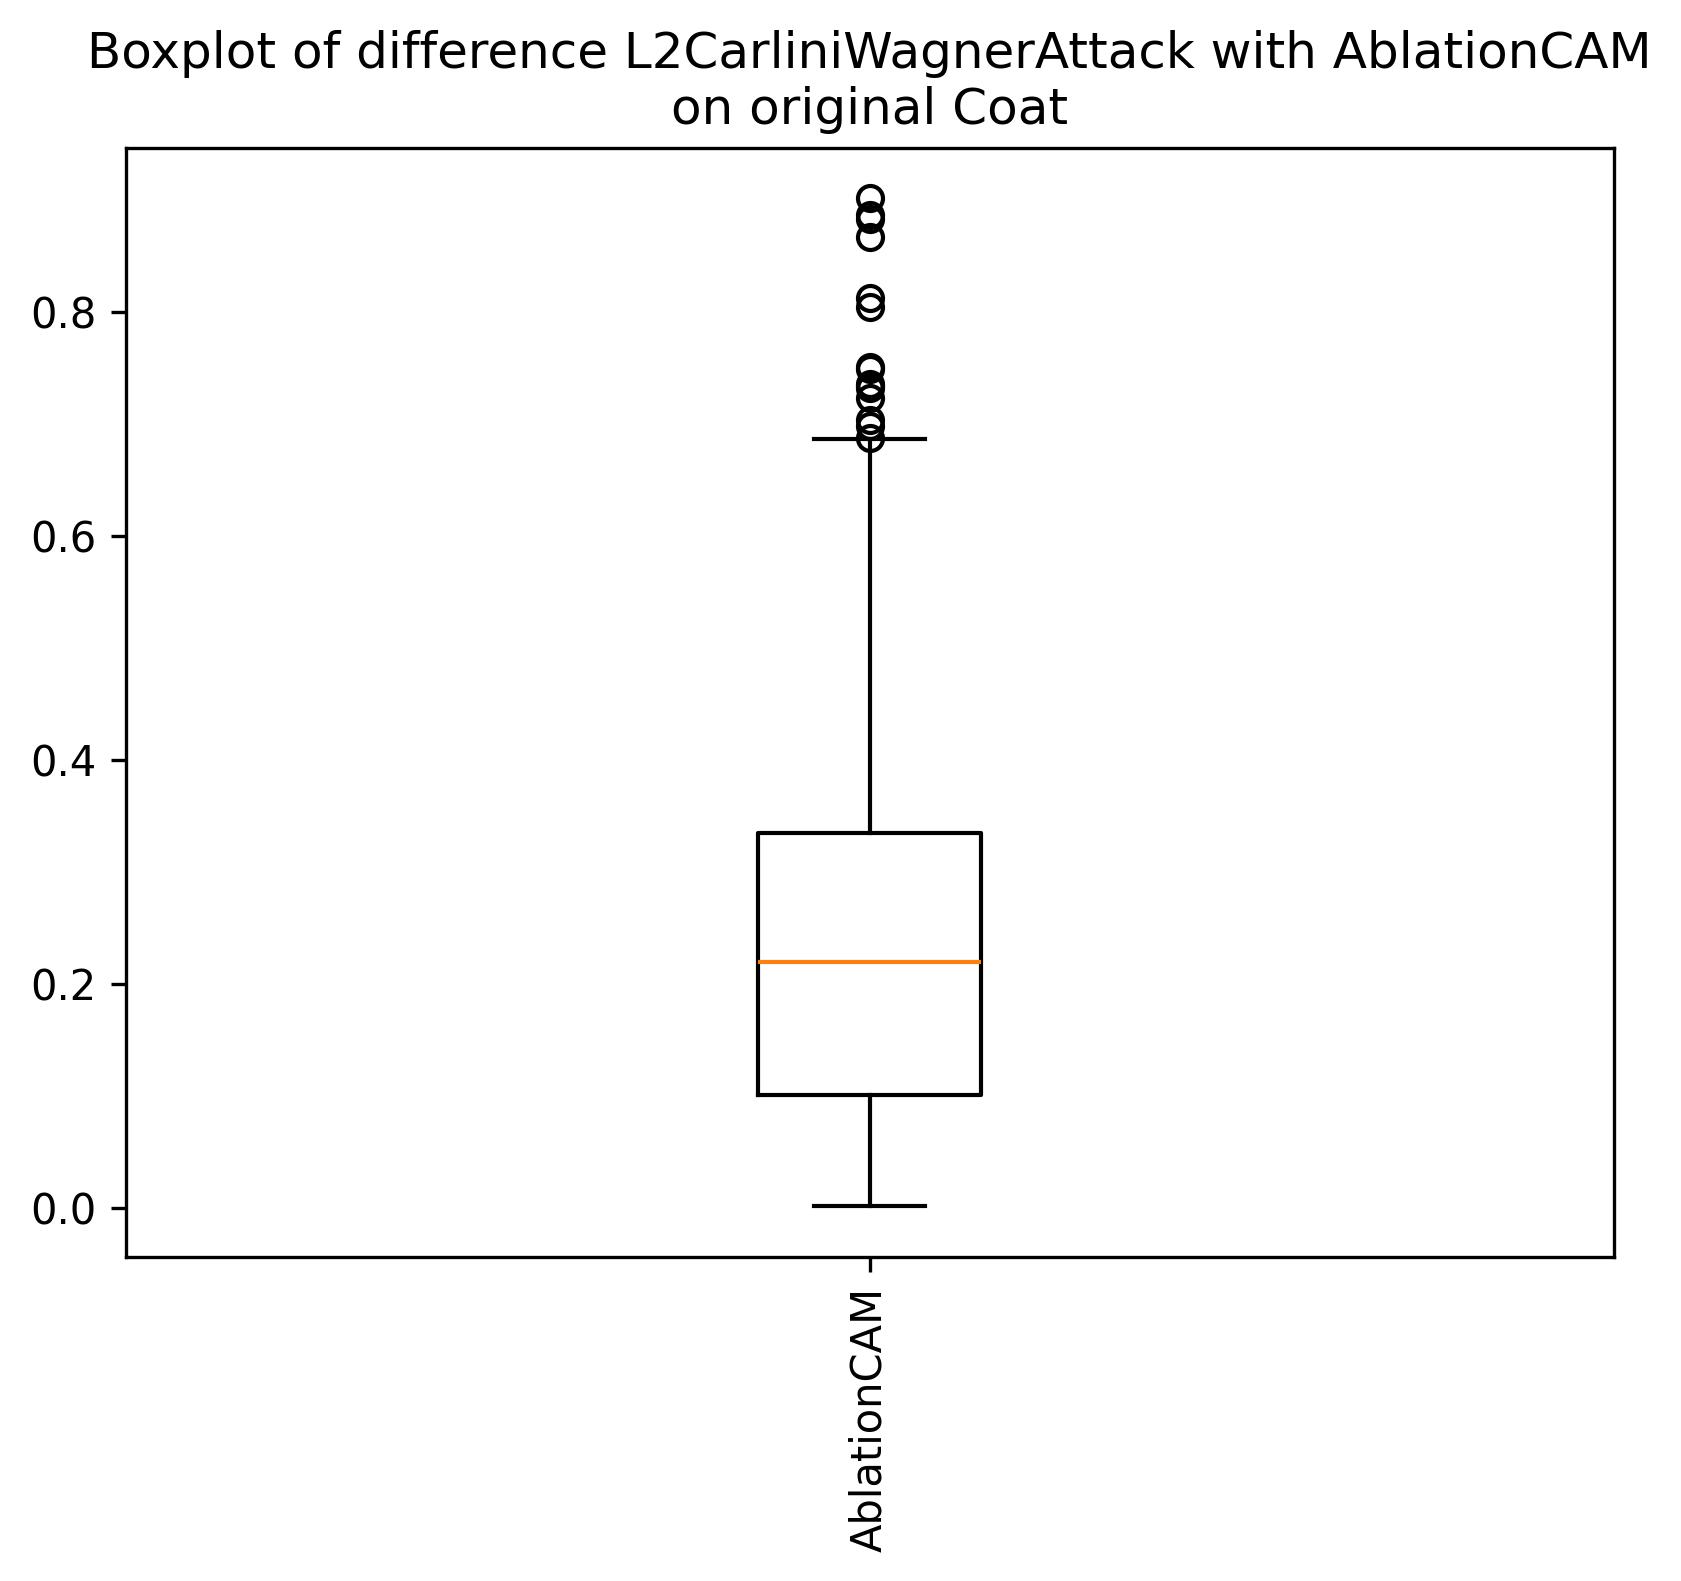 Boxplot of difference L2CarliniWagnerAttack with AblationCAM
on original Coat
0.8
0.6
0.4
0.2
0.0
AblationCAM